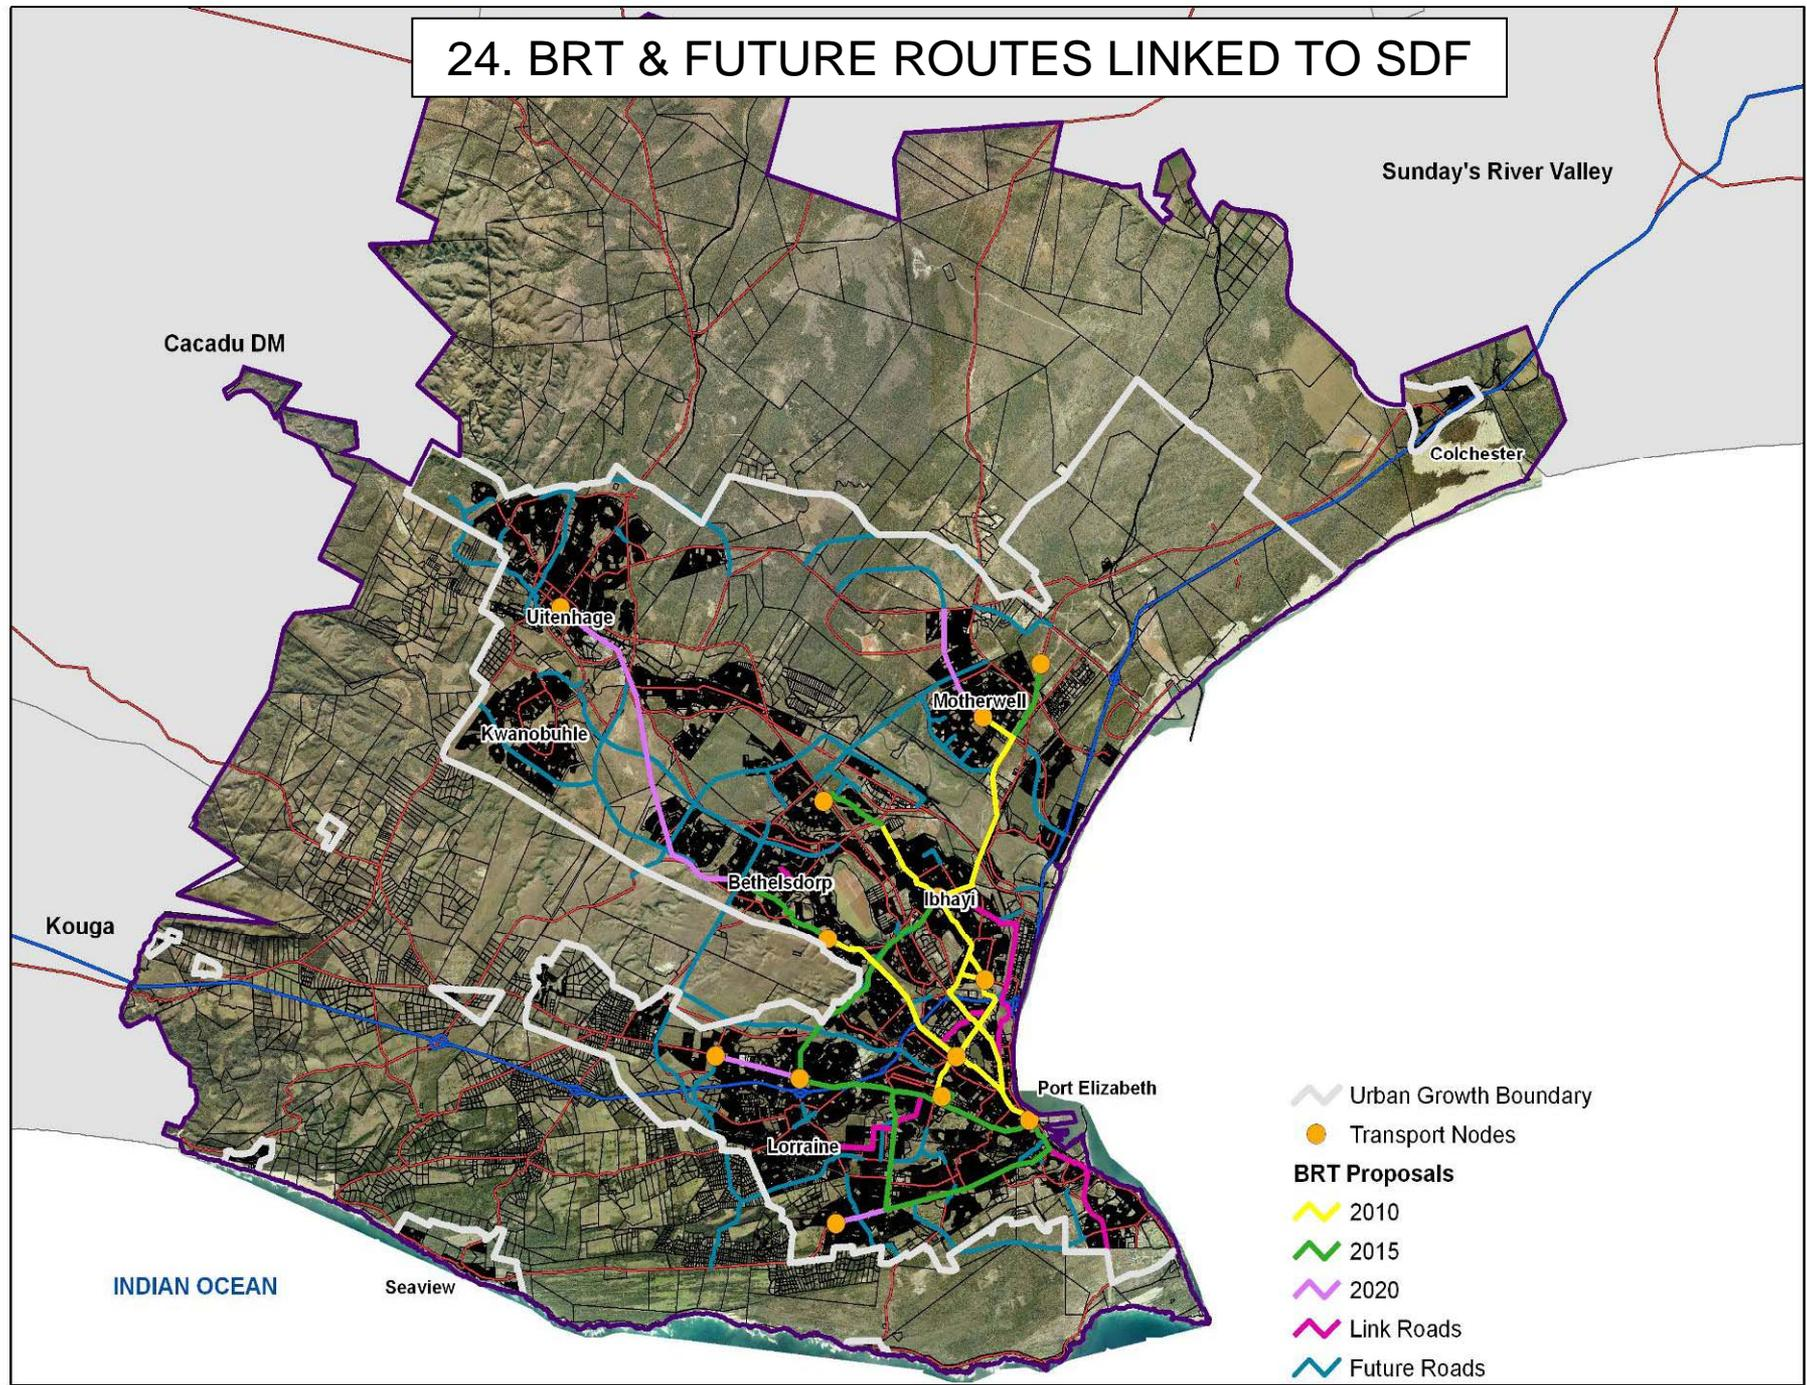 24. BRT & FUTURE ROUTES LINKED TO SDF
Sunday's River Valley
Cacadu DM
Colchester
Uitenhage
Motherwell
Kwanobuhle
Bethelsdorp
Ibhayi
Kouga
Port Elizabeth
Lorraine
INDIAN OCEAN
Seaview
Urban Growth Boundary
Transport Nodes
BRT Proposals
2010
2015
2020
Link Roads
Future Roads